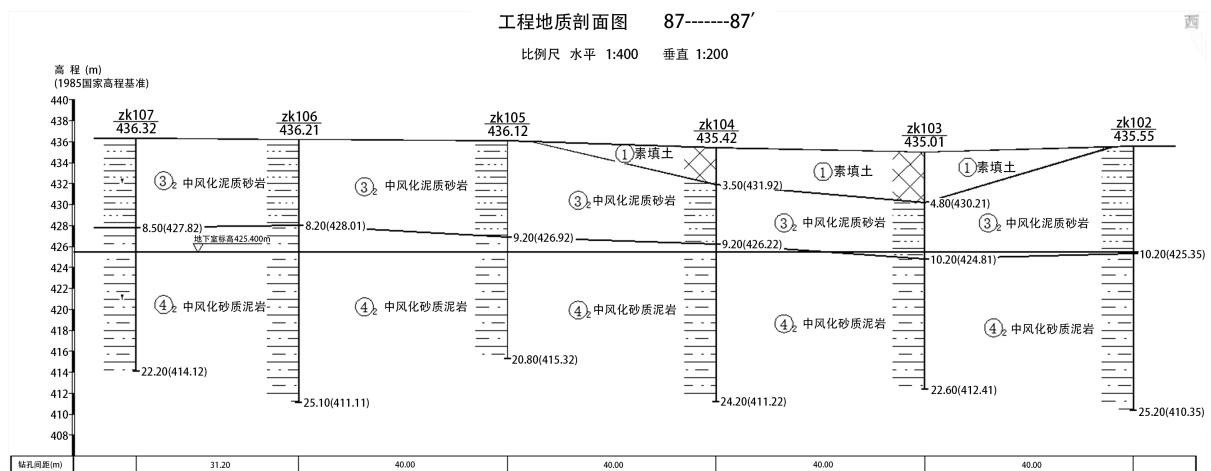 工程地质剖面图 87-------87′
西
比例尺 水平 1:400 垂直 1:200
高 程 (m)
(1985国家高程基准)
440
438
436
434
432
430
428
426
424
422
420
418
416
414
412
410
408
zk107
436.32
zk106
436.21
zk105
436.12
zk104
435.42
zk103
435.01
zk102
435.55
①素填土
①素填土
①素填土
③2 中风化泥质砂岩
③2 中风化泥质砂岩
③2 中风化泥质砂岩
③2 中风化泥质砂岩
③2 中风化泥质砂岩
3.50(431.92)
4.80(430.21)
8.50(427.82)
8.20(428.01)
9.20(426.92)
9.20(426.22)
10.20(424.81)
10.20(425.35)
地下室标高425.400m
④2 中风化砂质泥岩
④2 中风化砂质泥岩
④2 中风化砂质泥岩
④2 中风化砂质泥岩
④2 中风化砂质泥岩
22.20(414.12)
25.10(411.11)
20.80(415.32)
24.20(411.22)
22.60(412.41)
25.20(410.35)
钻孔间距(m) 31.20 40.00 40.00 40.00 40.00